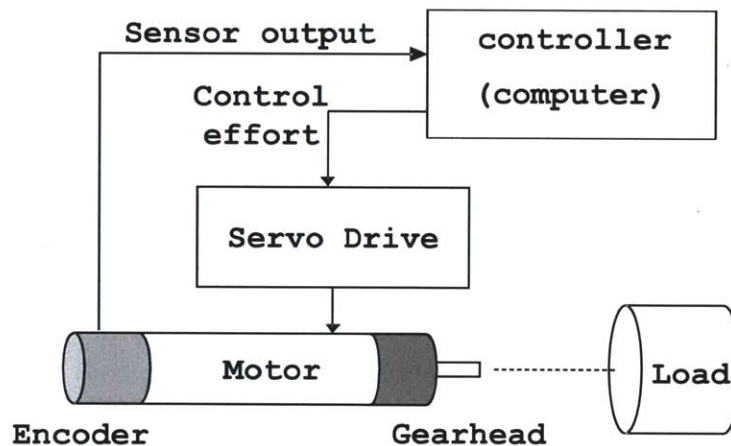 Sensor output
controller
(computer)
Control
effort
Servo Drive
Motor
Load
Encoder
Gearhead